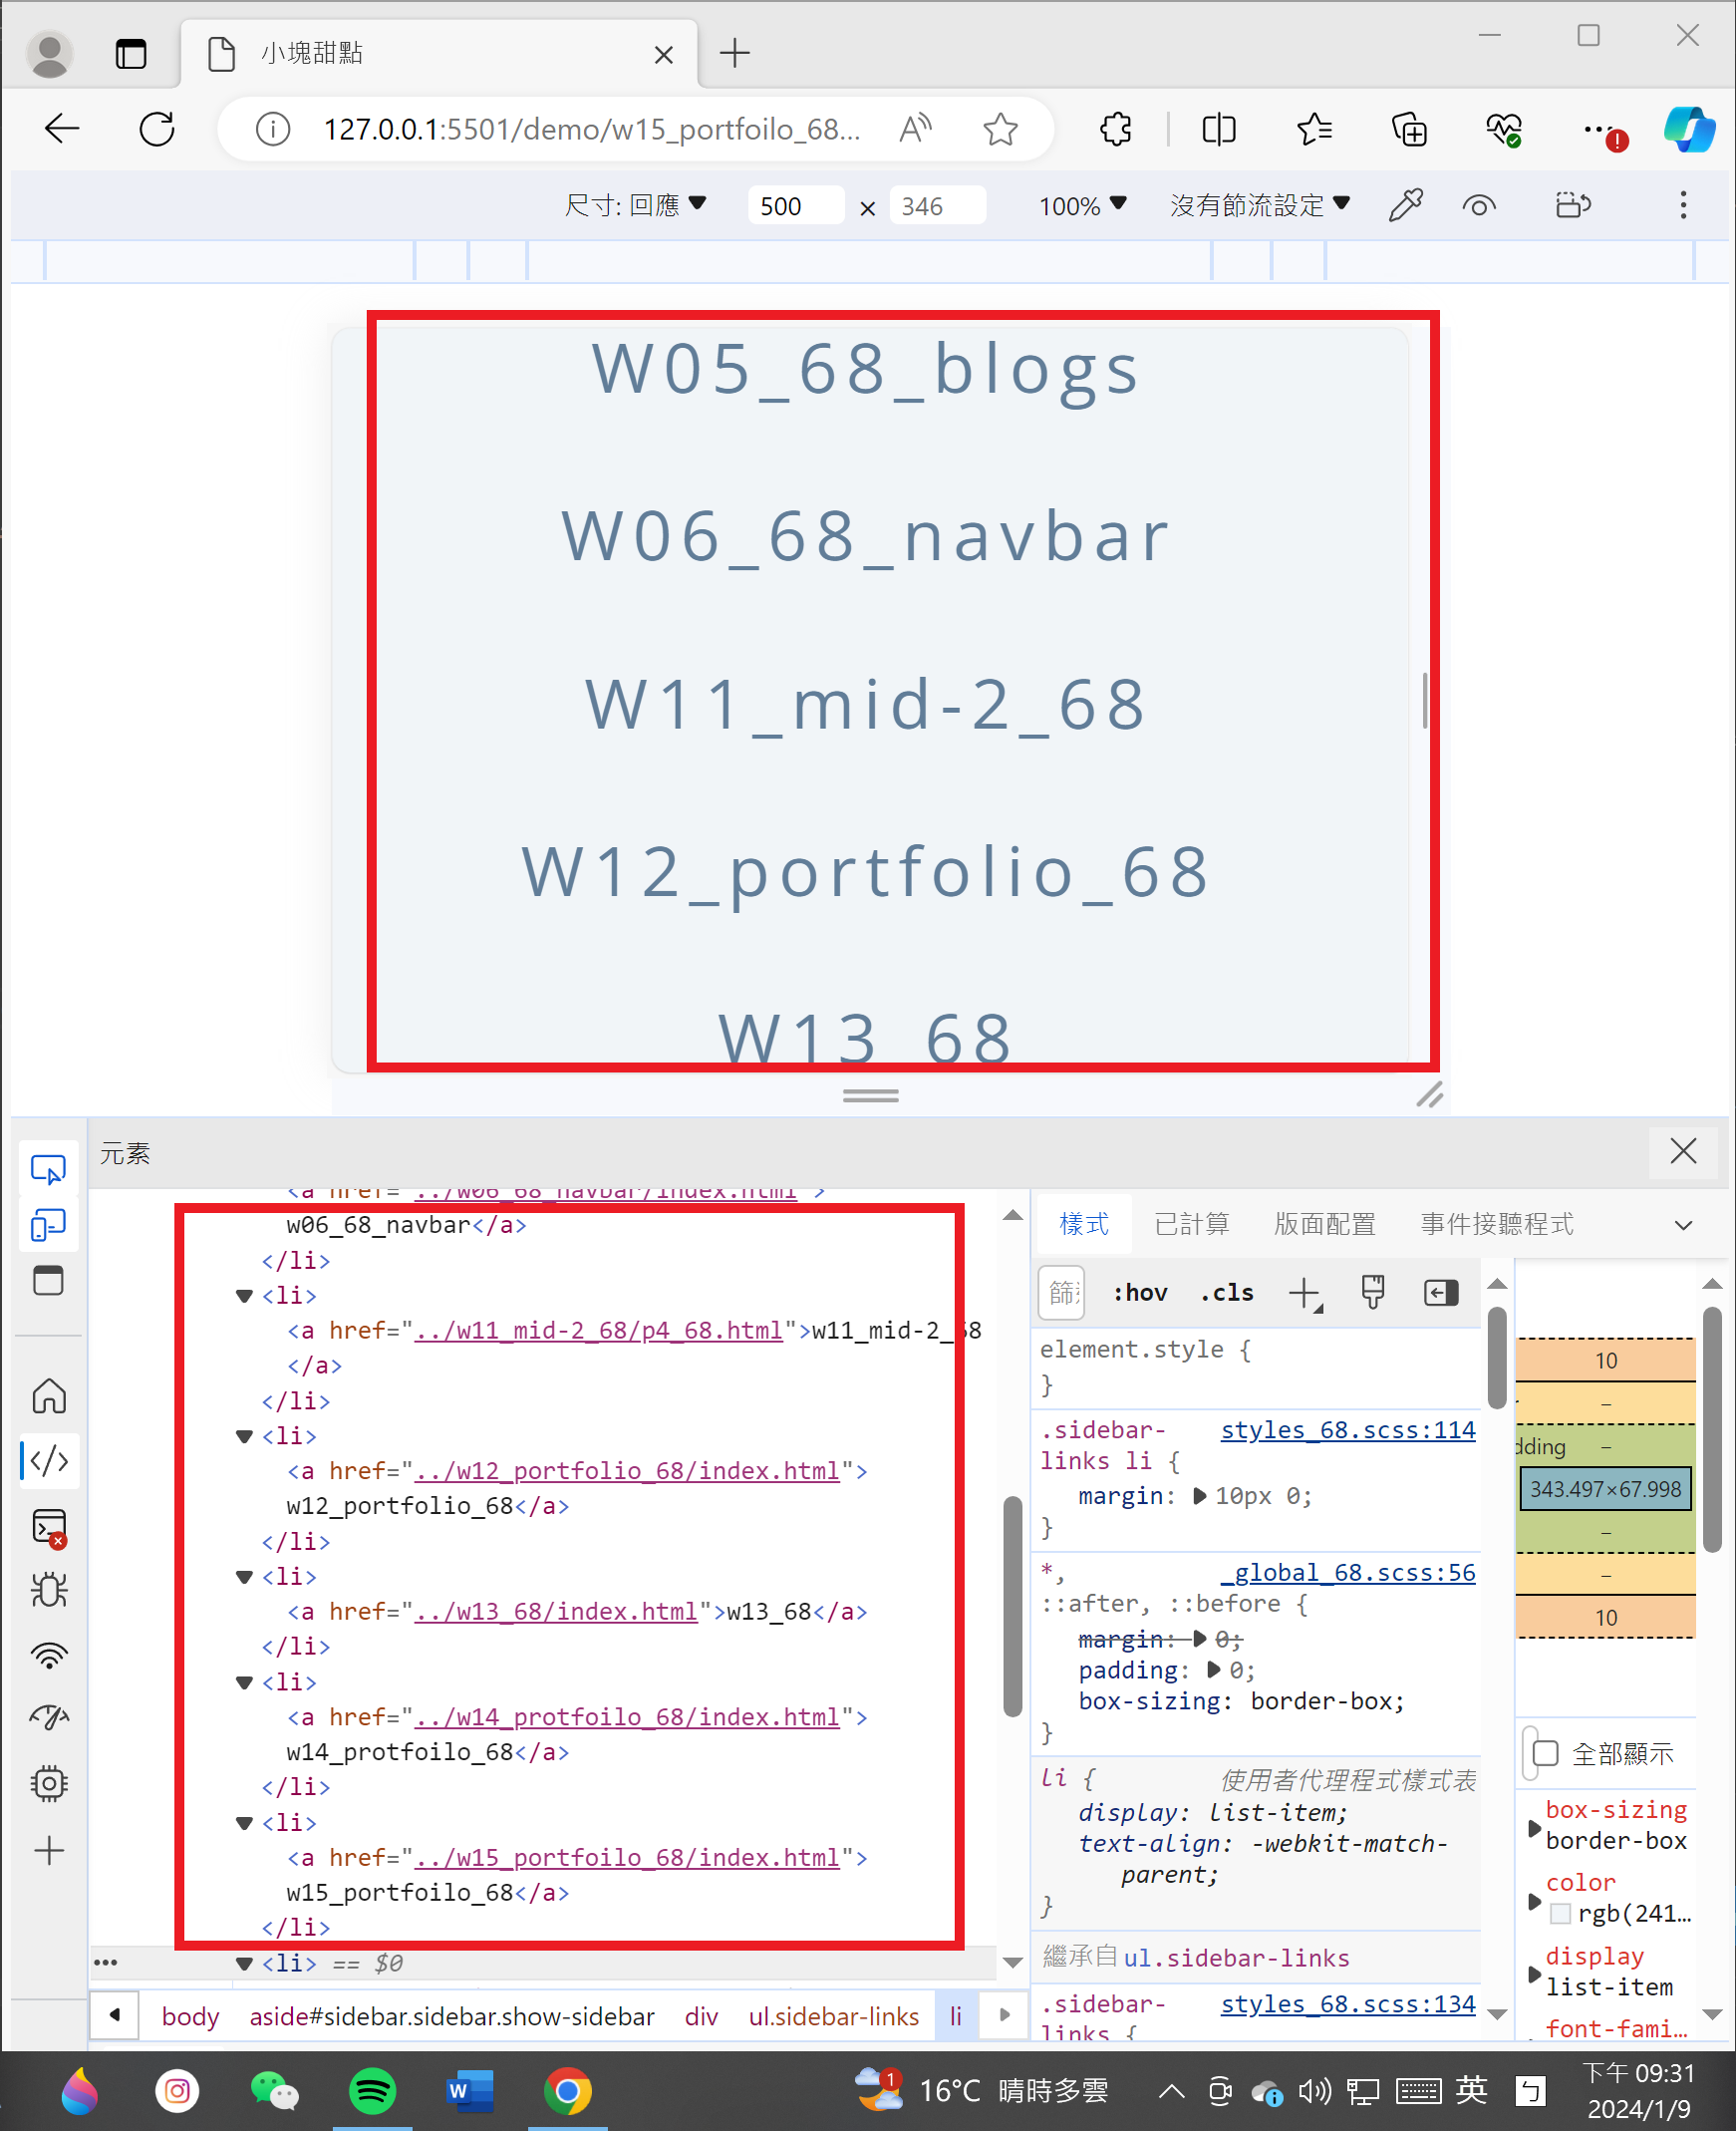 小塊甜點
127.0.0.1:5501/demo/w15_portfoilo_68...
尺寸: 回應 500 × 346 100% 沒有節流設定
W05_68_blogs
W06_68_navbar
W11_mid-2_68
W12_portfolio_68
W13_68
元素
<a href="../w06_68_navbar/index.html">
w06_68_navbar</a>
</li>
<li>
<a href="../w11_mid-2_68/p4_68.html">w11_mid-2_68
</a>
</li>
<li>
<a href="../w12_portfolio_68/index.html">
w12_portfolio_68</a>
</li>
<li>
<a href="../w13_68/index.html">w13_68</a>
</li>
<li>
<a href="../w14_protfoilo_68/index.html">
w14_protfoilo_68</a>
</li>
<li>
<a href="../w15_portfoilo_68/index.html">
w15_portfoilo_68</a>
</li>
••• <li> == $0
body aside#sidebar.sidebar.show-sidebar div ul.sidebar-links li
樣式 已計算 版面配置 事件接聽程式
:hov .cls
element.style {
}
.sidebar-links li { styles_68.scss:114
margin: 10px 0;
}
*, _global_68.scss:56
::after, ::before {
margin: 0;
padding: 0;
box-sizing: border-box;
}
li { 使用者代理程式樣式表
display: list-item;
text-align: -webkit-match-
parent;
}
繼承自 ul.sidebar-links
.sidebar- styles_68.scss:134
links {
10
–
dding –
343.497×67.998
–
–
10
全部顯示
box-sizing
border-box
color
rgb(241...
display
list-item
font-fami...
1 16°C 晴時多雲 英 ㄅ 下午 09:31
2024/1/9